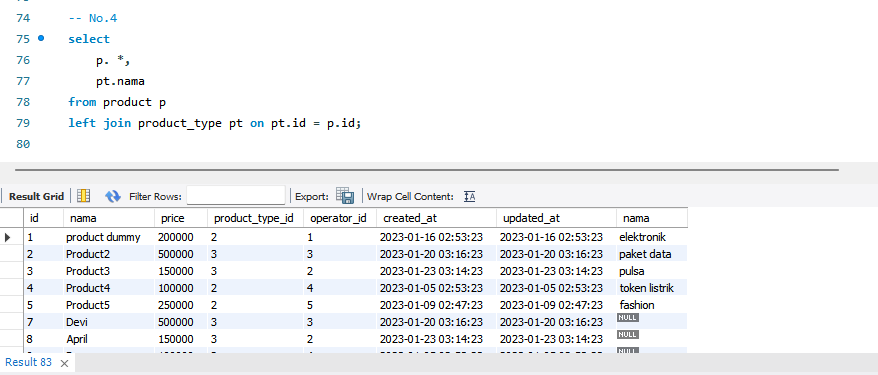 74 -- No.4
75 select
76 p. *,
77 pt.nama
78 from product p
79 left join product_type pt on pt.id = p.id;
80
Result Grid Filter Rows: Export: Wrap Cell Content:
id nama price product_type_id operator_id created_at updated_at nama
1 product dummy 200000 2 1 2023-01-16 02:53:23 2023-01-16 02:53:23 elektronik
2 Product2 500000 3 3 2023-01-20 03:16:23 2023-01-20 03:16:23 paket data
3 Product3 150000 3 2 2023-01-23 03:14:23 2023-01-23 03:14:23 pulsa
4 Product4 100000 2 4 2023-01-05 02:53:23 2023-01-05 02:53:23 token listrik
5 Product5 250000 2 5 2023-01-09 02:47:23 2023-01-09 02:47:23 fashion
7 Devi 500000 3 3 2023-01-20 03:16:23 2023-01-20 03:16:23 NULL
8 April 150000 3 2 2023-01-23 03:14:23 2023-01-23 03:14:23 NULL
Result 83